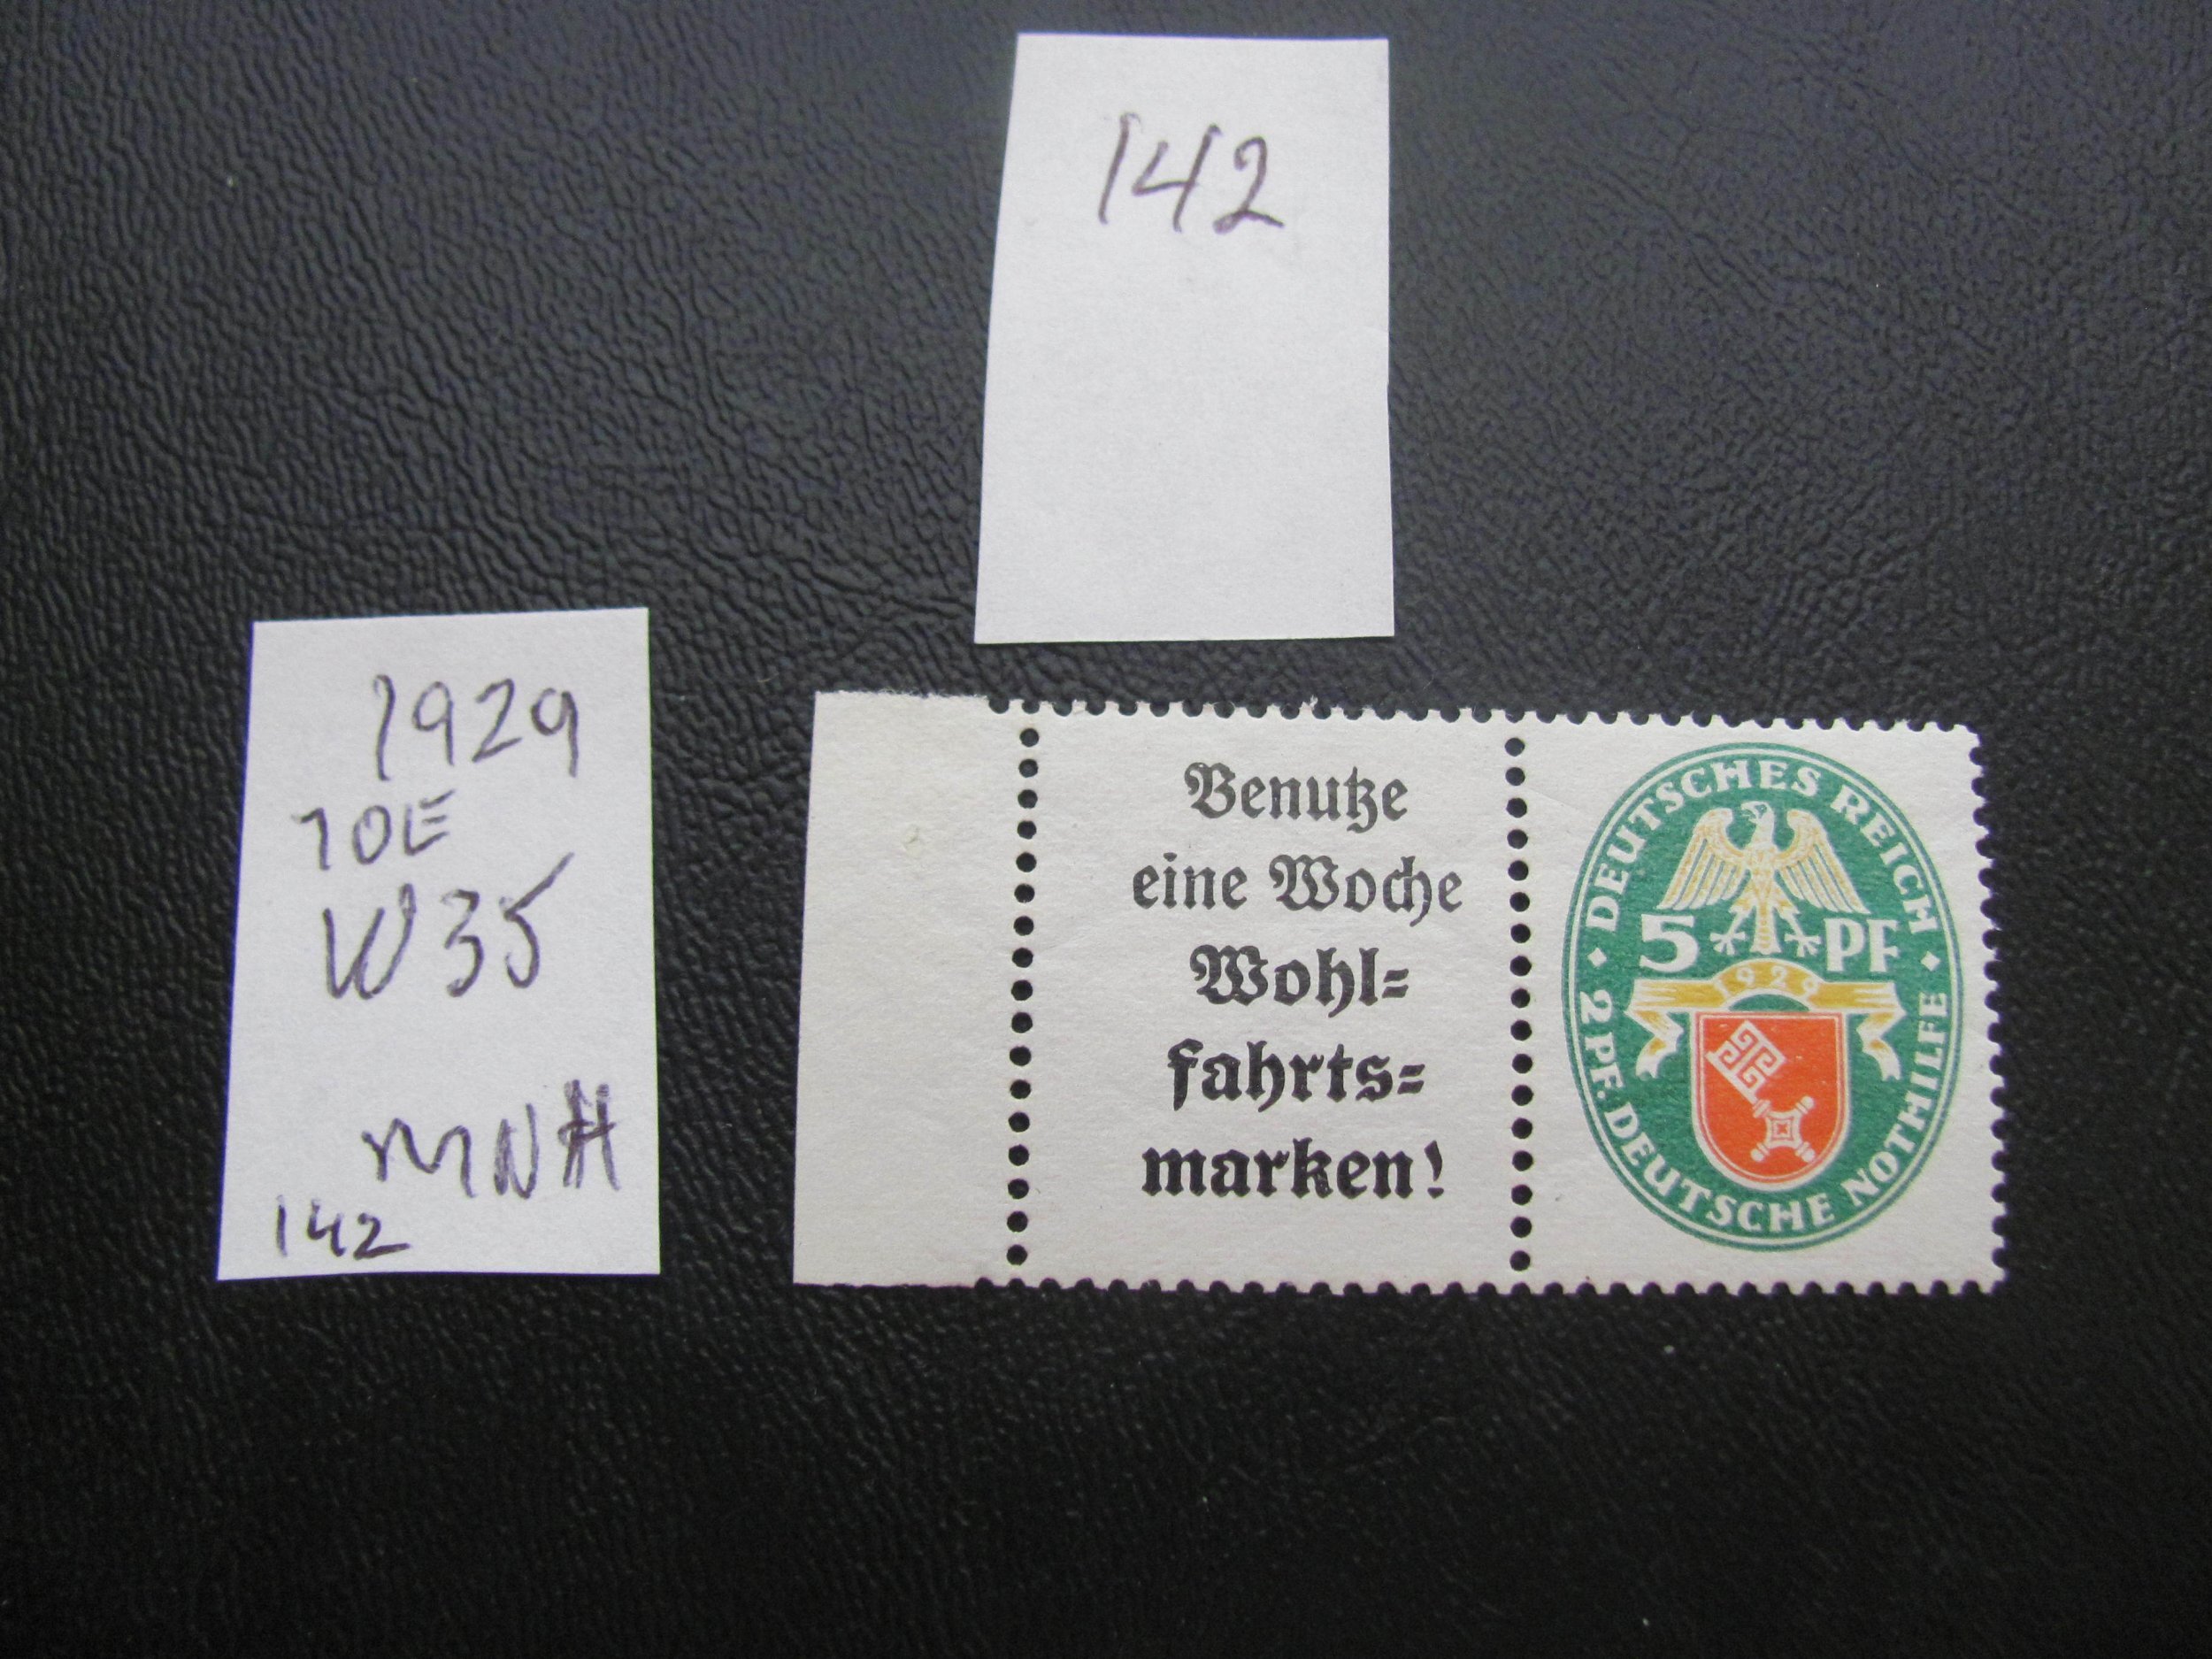 142
1929
10E
W35
MNH
142
Benutze
eine Woche
Wohl=
fahrts=
marken!
DEUTSCHES REICH
5 PF
1929
2 PF. DEUTSCHE NOTHILFE